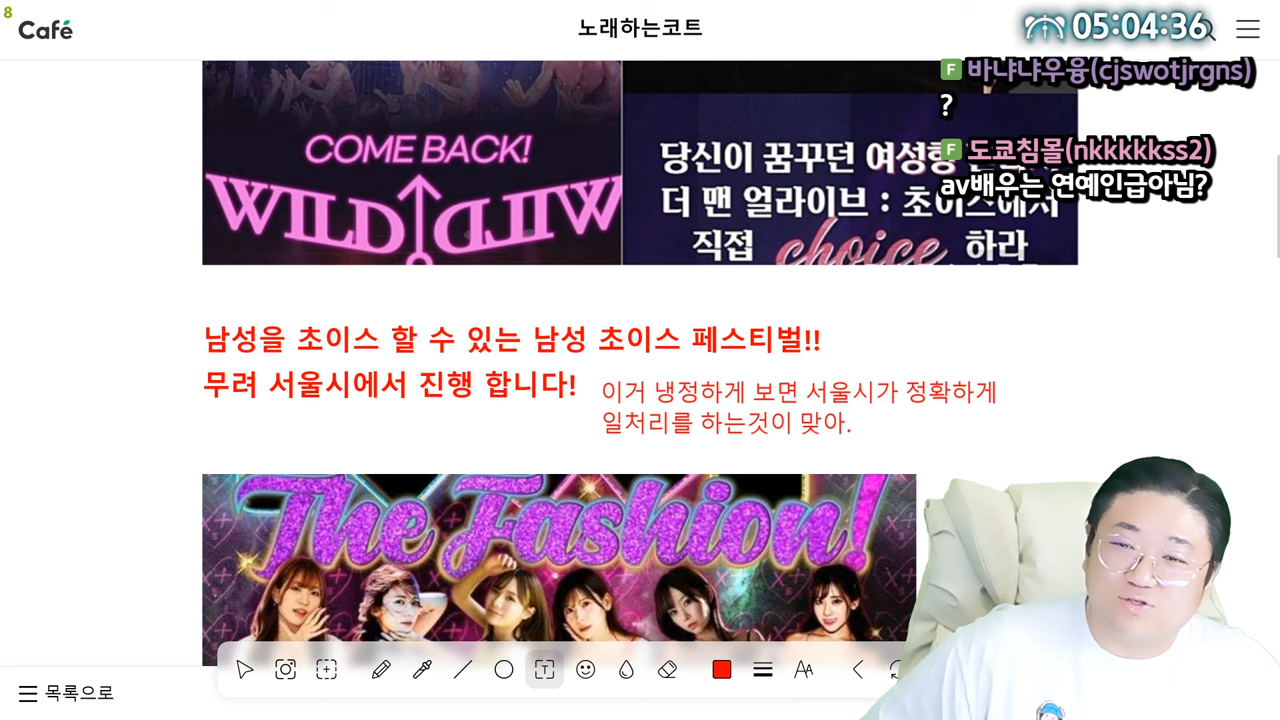 8
Café
노래하는코트
05:04:36
F 바냐냐우융(cjswotjrgns)
?
F 도쿄침몰(nkkkkkss2)
av배우는 연예인급아님?
COME BACK!
WILD WILD
당신이 꿈꾸던 여성향
더 맨 얼라이브 : 초이스에서
직접 choice 하라
남성을 초이스 할 수 있는 남성 초이스 페스티벌!!
무려 서울시에서 진행 합니다!
이거 냉정하게 보면 서울시가 정확하게
일처리를 하는것이 맞아.
The Fashion!
T
AA
목록으로